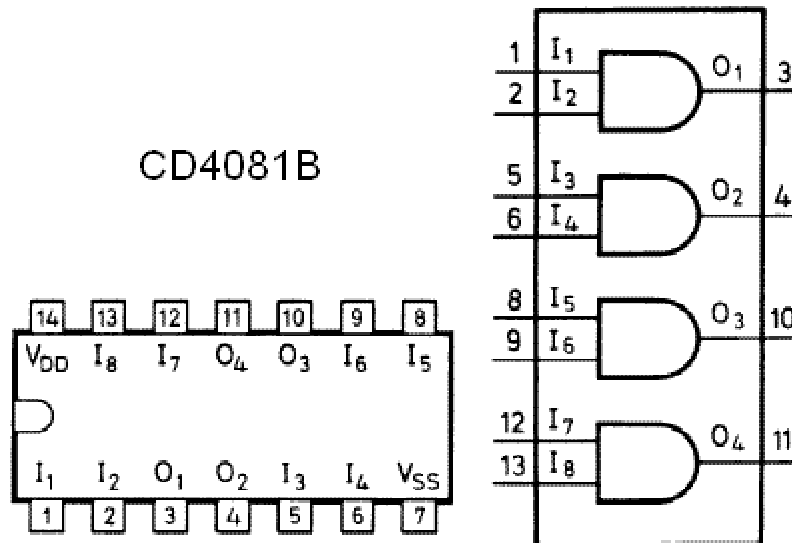 CD4081B
14 13 12 11 10 9 8
VDD I8 I7 O4 O3 I6 I5
I1 I2 O1 O2 I3 I4 VSS
1 2 3 4 5 6 7
1 I1 O1 3
2 I2
5 I3 O2 4
6 I4
8 I5 O3 10
9 I6
12 I7 O4 11
13 I8